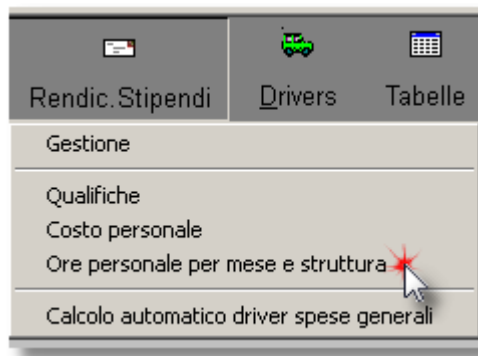 Rendic.Stipendi Drivers Tabelle
Gestione
Qualifiche
Costo personale
Ore personale per mese e struttura
Calcolo automatico driver spese generali